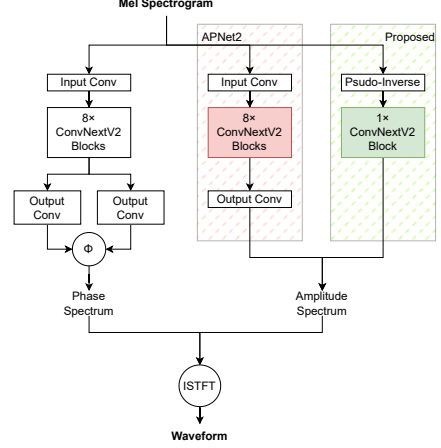 Mel Spectrogram
APNet2
Proposed
Input Conv
Input Conv
Psudo-Inverse
8×
ConvNextV2
Blocks
8×
ConvNextV2
Blocks
1×
ConvNextV2
Block
Output
Conv
Output
Conv
Output Conv
Φ
Phase
Spectrum
Amplitude
Spectrum
ISTFT
Waveform